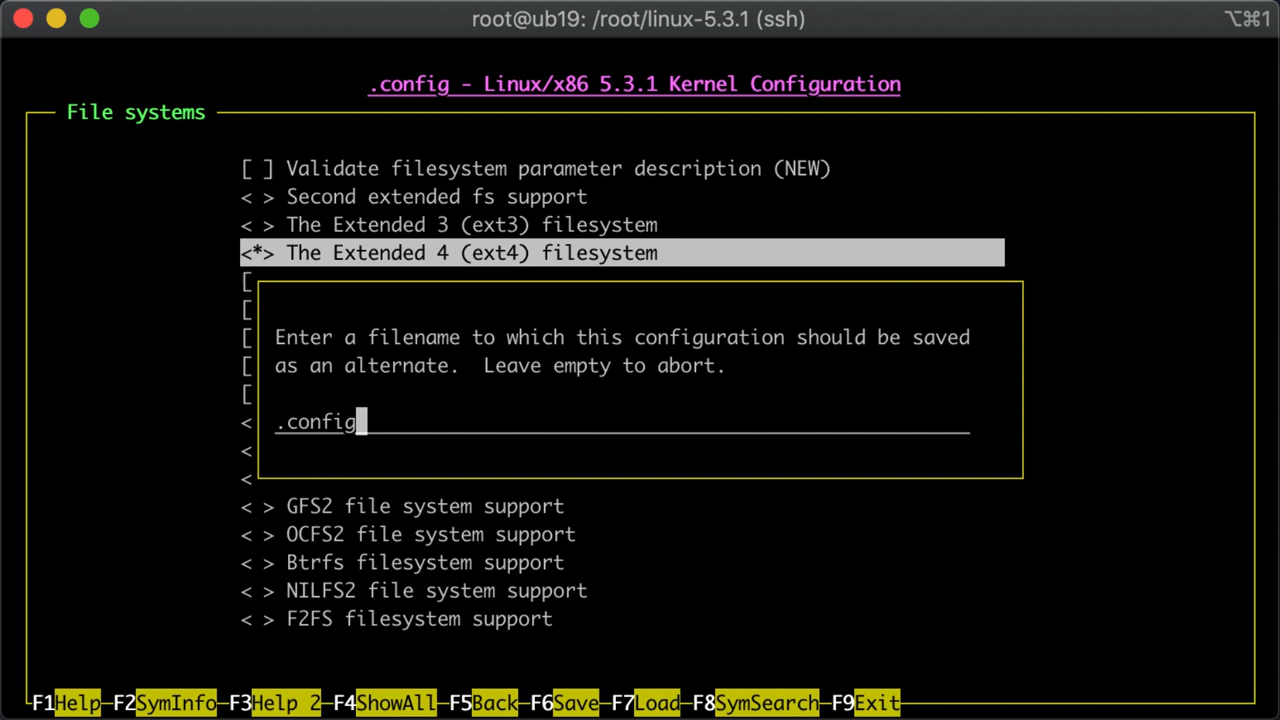 root@ub19: /root/linux-5.3.1 (ssh)
⌥⌘1
.config - Linux/x86 5.3.1 Kernel Configuration
File systems
[ ] Validate filesystem parameter description (NEW)
< > Second extended fs support
< > The Extended 3 (ext3) filesystem
<*> The Extended 4 (ext4) filesystem
[
[
Enter a filename to which this configuration should be saved
[
as an alternate.  Leave empty to abort.
[
[
.config
<
<
<
< > GFS2 file system support
< > OCFS2 file system support
< > Btrfs filesystem support
< > NILFS2 file system support
< > F2FS filesystem support
F1Help F2SymInfo F3Help 2 F4ShowAll F5Back F6Save F7Load F8SymSearch F9Exit